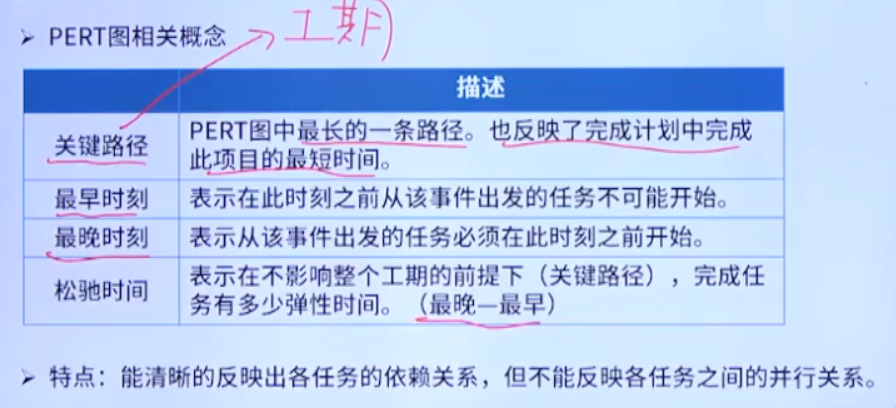 ➤ PERT图相关概念
工期
描述
关键路径
PERT图中最长的一条路径。也反映了完成计划中完成
此项目的最短时间。
最早时刻
表示在此时刻之前从该事件出发的任务不可能开始。
最晚时刻
表示从该事件出发的任务必须在此时刻之前开始。
松驰时间
表示在不影响整个工期的前提下（关键路径），完成任
务有多少弹性时间。（最晚—最早）
➤ 特点：能清晰的反映出各任务的依赖关系，但不能反映各任务之间的并行关系。